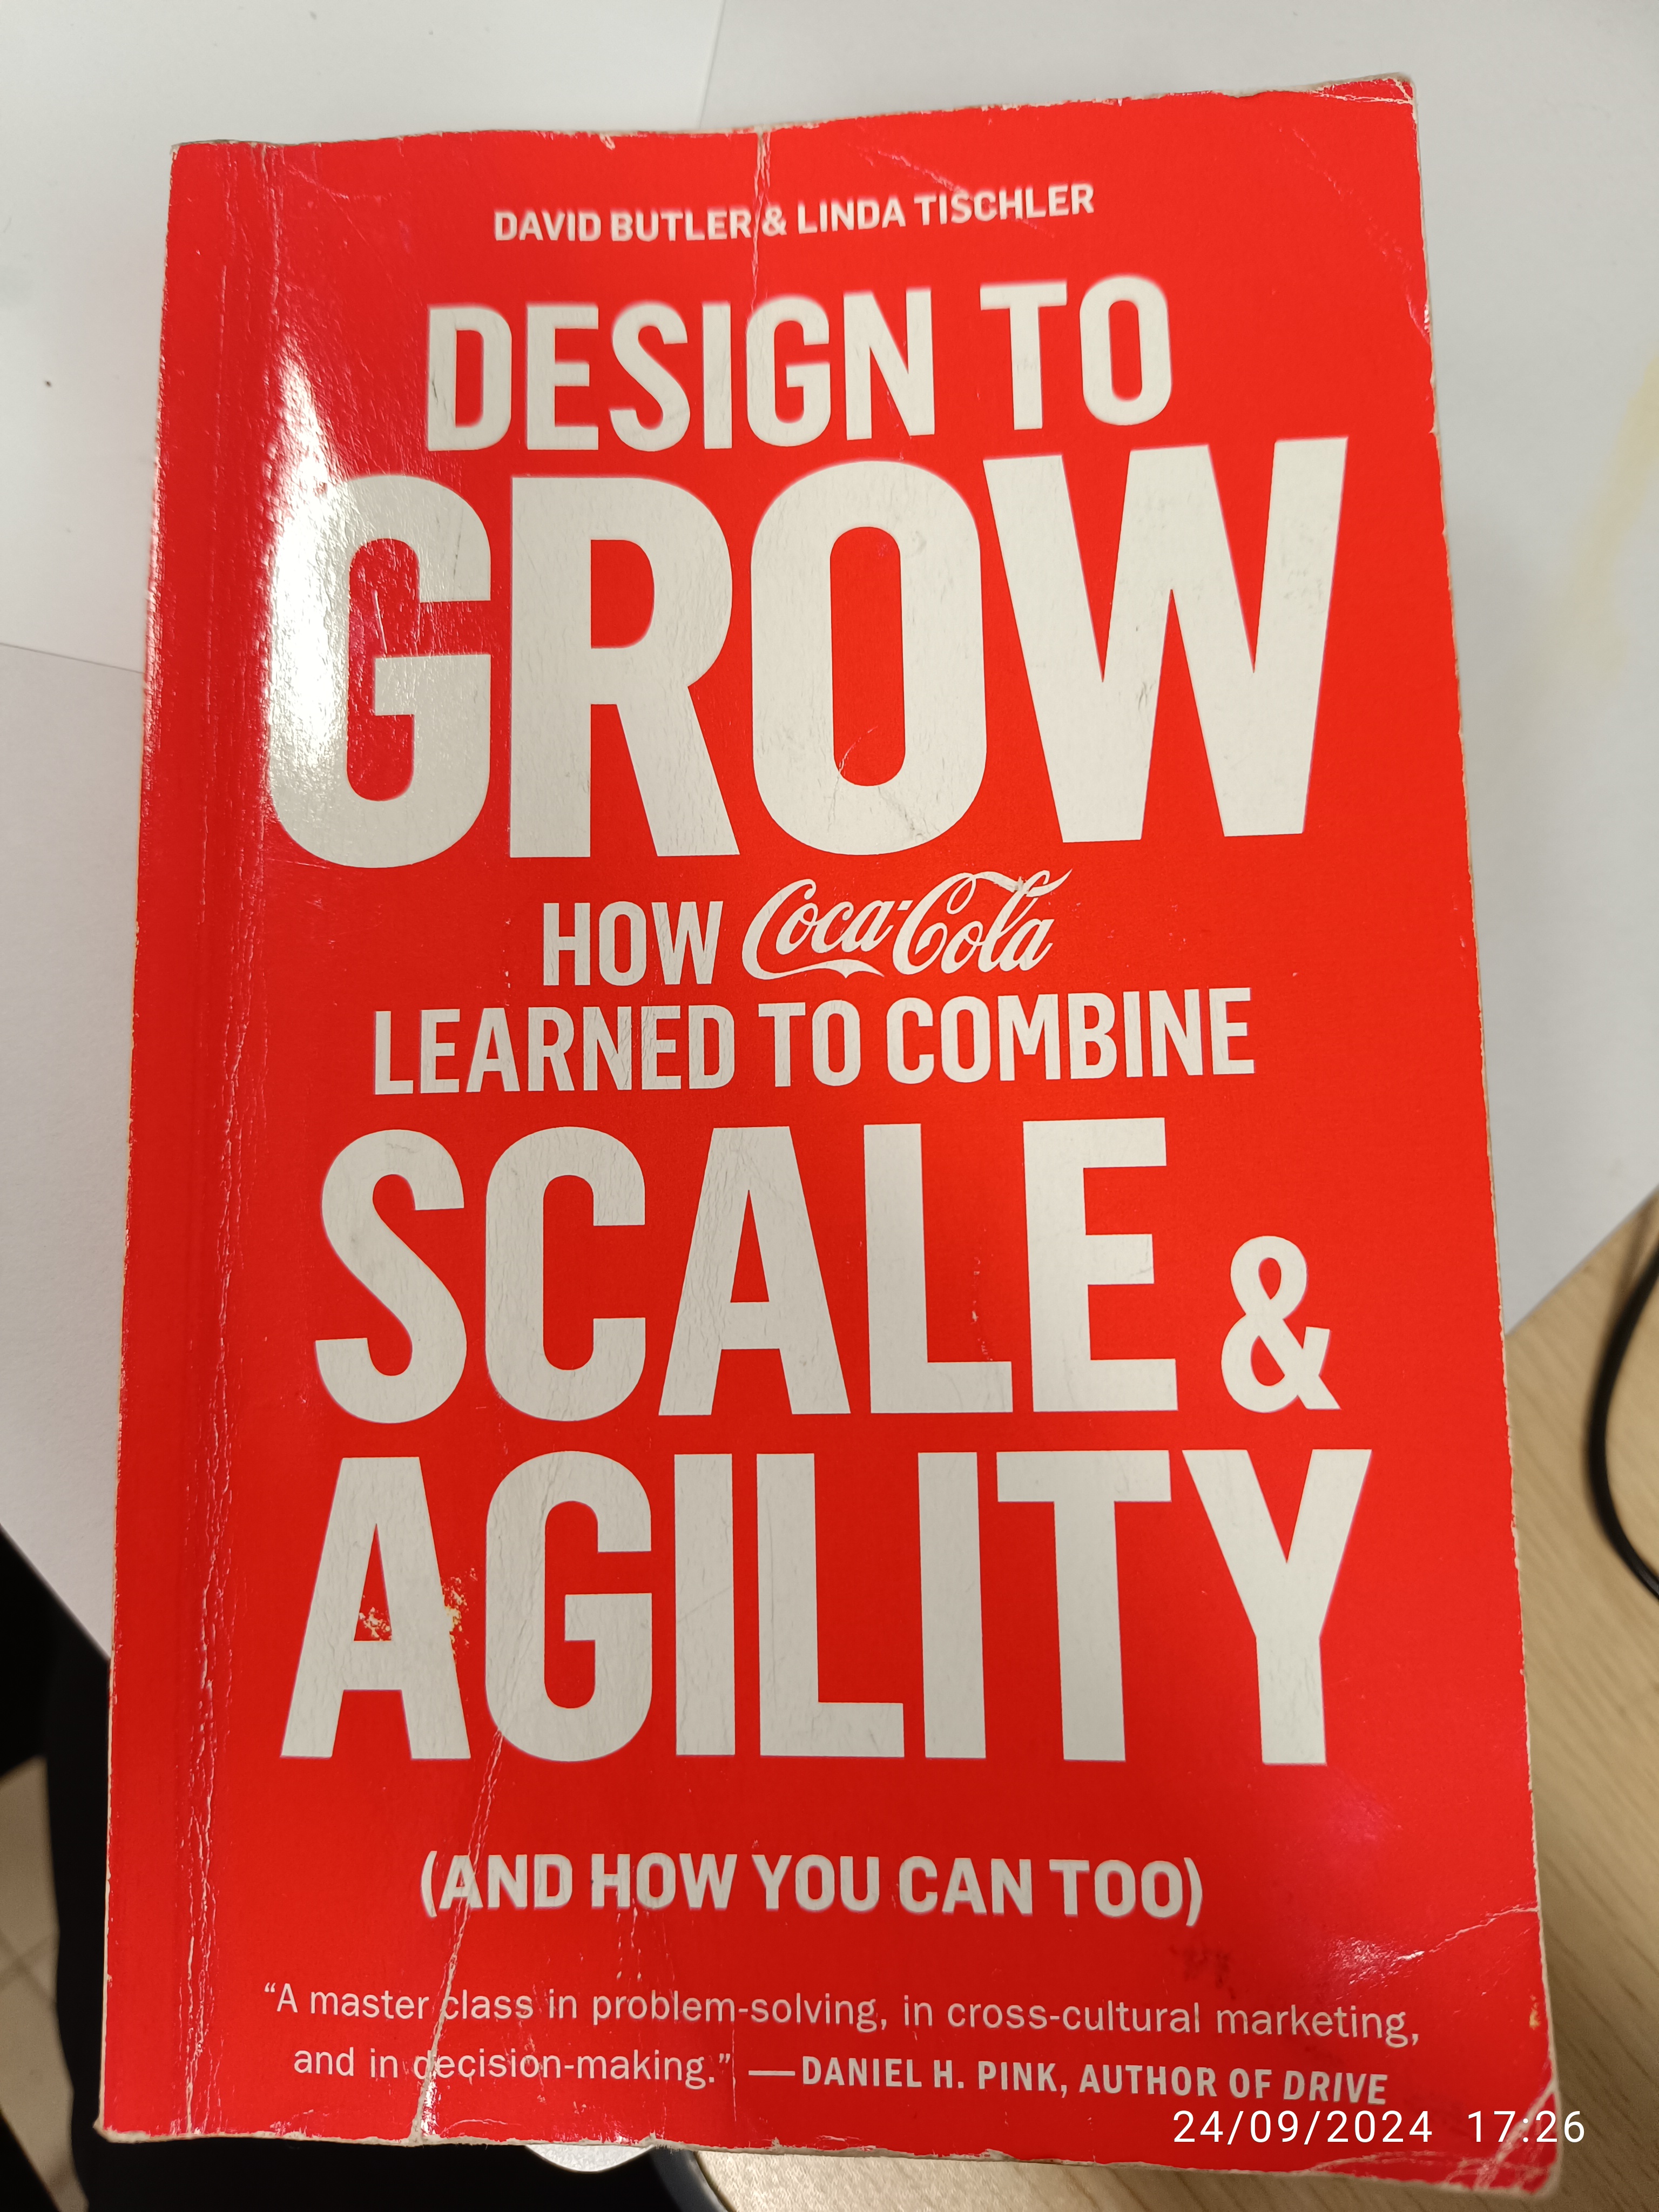 DAVID BUTLER & LINDA TISCHLER
DESIGN TO
GROW
HOW Coca-Cola
LEARNED TO COMBINE
SCALE &
AGILITY
(AND HOW YOU CAN TOO)
“A master class in problem-solving, in cross-cultural marketing,
and in decision-making.” —DANIEL H. PINK, AUTHOR OF DRIVE
24/09/2024 17:26